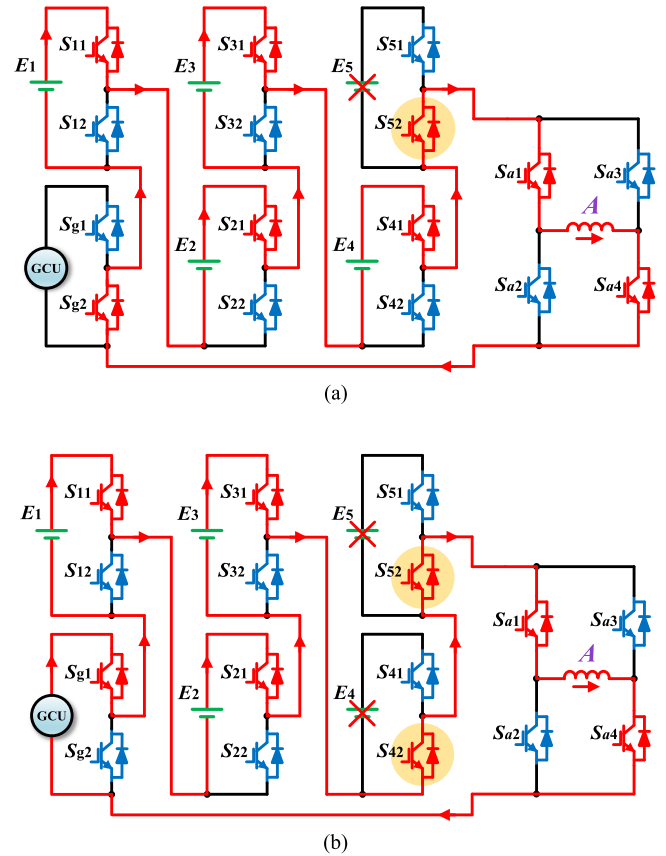 E1 S11 E3 S31 E5 S51
S12 S32 S52
Sa1 Sa3
A
Sg1 E2 S21 E4 S41
GCU
Sg2 S22 S42 Sa2 Sa4
(a)
E1 S11 E3 S31 E5 S51
S12 S32 S52
Sa1 Sa3
A
Sg1 E2 S21 E4 S41
GCU
Sg2 S22 S42 Sa2 Sa4
(b)